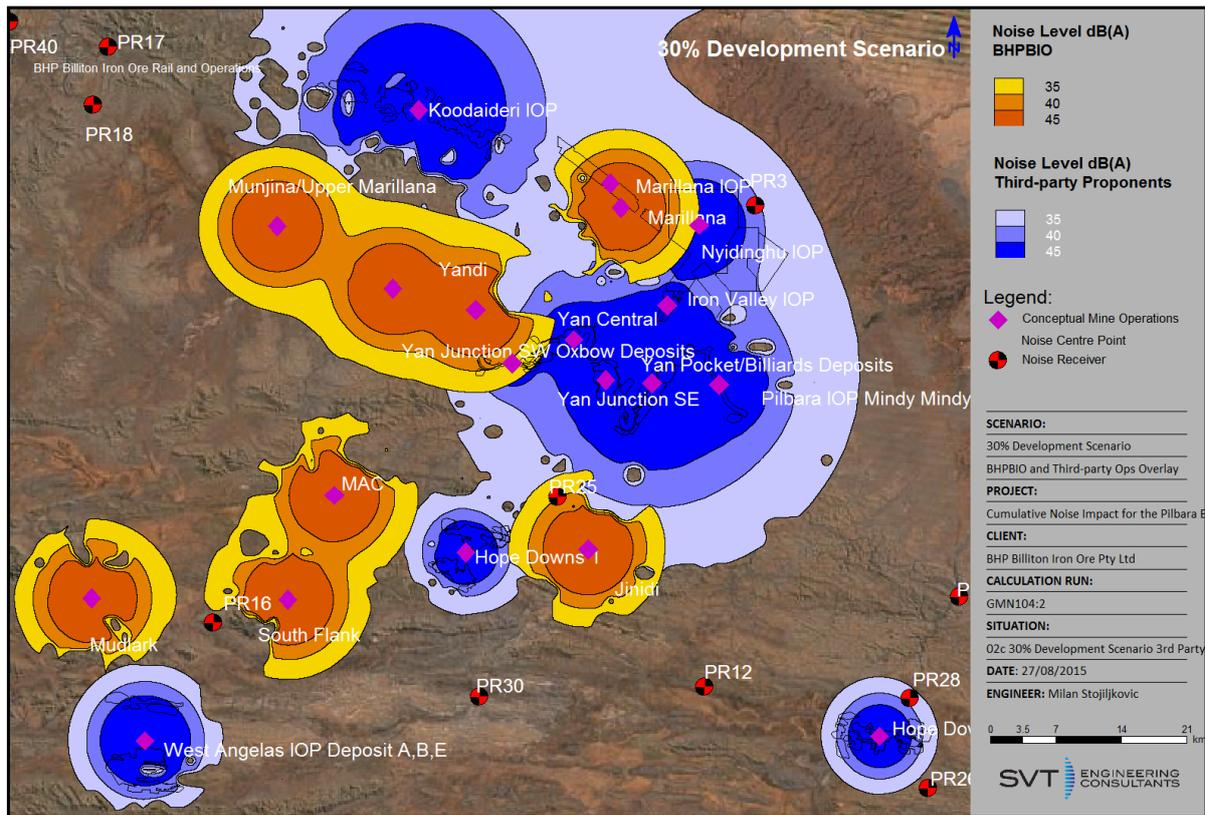 30% Development Scenario
N
PR40
PR17
BHP Billiton Iron Ore Rail and Operations
PR18
Koodaideri IOP
Munjina/Upper Marillana
Marillana IOP
PR3
Marillana
Nyidinghu IOP
Yandi
Iron Valley IOP
Yan Central
Yan Junction SW Oxbow Deposits
Yan Pocket/Billiards Deposits
Yan Junction SE
Pilbara IOP Mindy Mindy
MAC
PR25
Hope Downs 1
Jinidi
P
PR16
Mudlark
South Flank
PR30
PR12
PR28
Hope Dow
West Angelas IOP Deposit A,B,E
PR26
Noise Level dB(A)
BHPBIO
35
40
45
Noise Level dB(A)
Third-party Proponents
35
40
45
Legend:
Conceptual Mine Operations
Noise Centre Point
Noise Receiver
SCENARIO:
30% Development Scenario
BHPBIO and Third-party Ops Overlay
PROJECT:
Cumulative Noise Impact for the Pilbara E
CLIENT:
BHP Billiton Iron Ore Pty Ltd
CALCULATION RUN:
GMN104:2
SITUATION:
02c 30% Development Scenario 3rd Party
DATE: 27/08/2015
ENGINEER: Milan Stojiljkovic
0 3.5 7 14 21
km
SVT ENGINEERING
CONSULTANTS